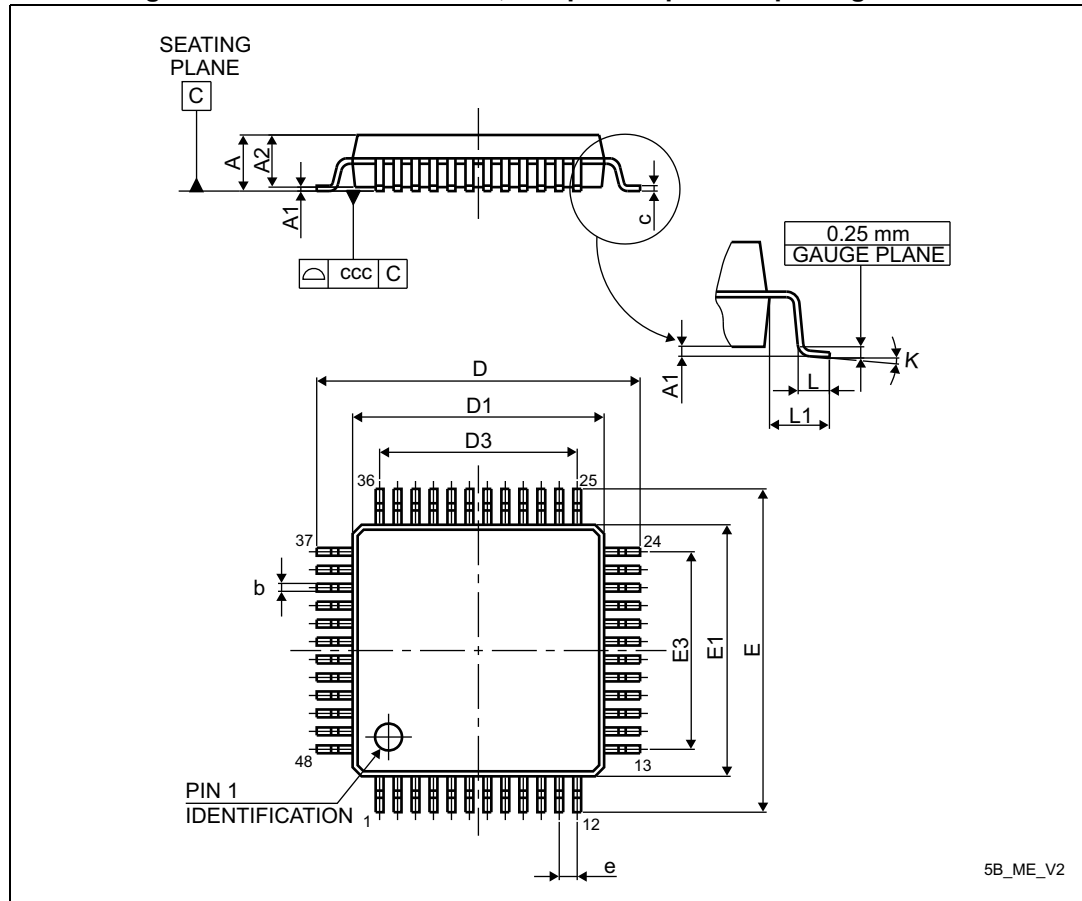 SEATING
PLANE
C
A
A2
A1
c
ccc C
0.25 mm
GAUGE PLANE
A1
K
L
L1
D
D1
D3
36
25
37
24
b
E3
E1
E
48
13
PIN 1
IDENTIFICATION
1
12
e
5B_ME_V2